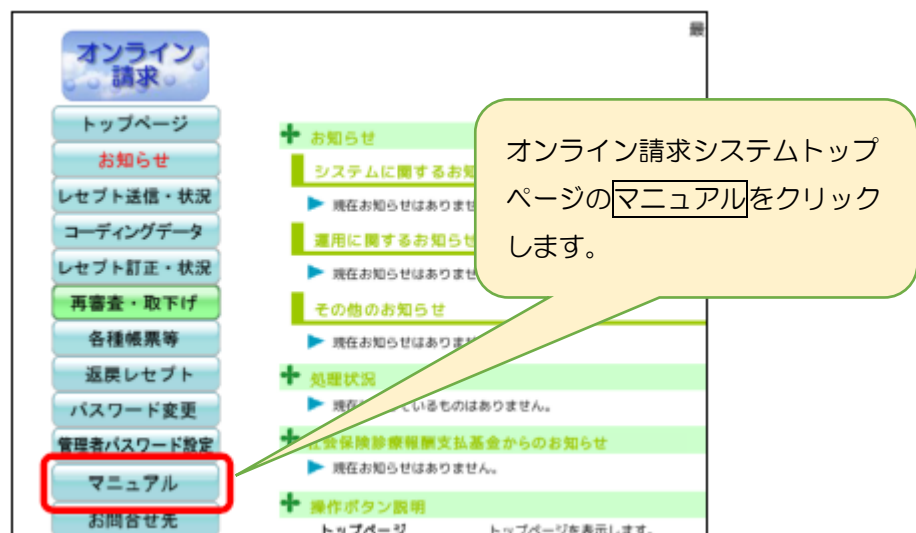 オンライン
請求
トップページ
お知らせ
レセプト送信・状況
コーディングデータ
レセプト訂正・状況
再審査・取下げ
各種帳票等
返戻レセプト
パスワード変更
管理者パスワード設定
マニュアル
お問合せ先
最
お知らせ
システムに関するお知
現在お知らせはありませ
運用に関するお知らせ
現在お知らせはありませ
その他のお知らせ
現在お知らせはありませ
処理状況
現在 しているものはありません。
社会保険診療報酬支払基金からのお知らせ
現在お知らせはありません。
操作ボタン説明
トップページ トップページを表示します。
オンライン請求システムトップ
ページのマニュアルをクリック
します。